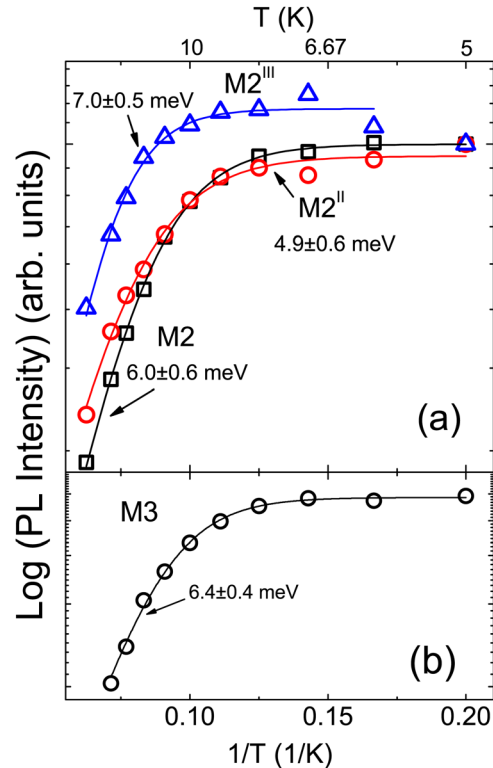 T (K)
10 6.67 5
M2ᴵᴵᴵ
7.0±0.5 meV
M2ᴵᴵ
4.9±0.6 meV
M2
6.0±0.6 meV
(a)
Log (PL Intensity) (arb. units)
M3
6.4±0.4 meV
(b)
0.10 0.15 0.20
1/T (1/K)